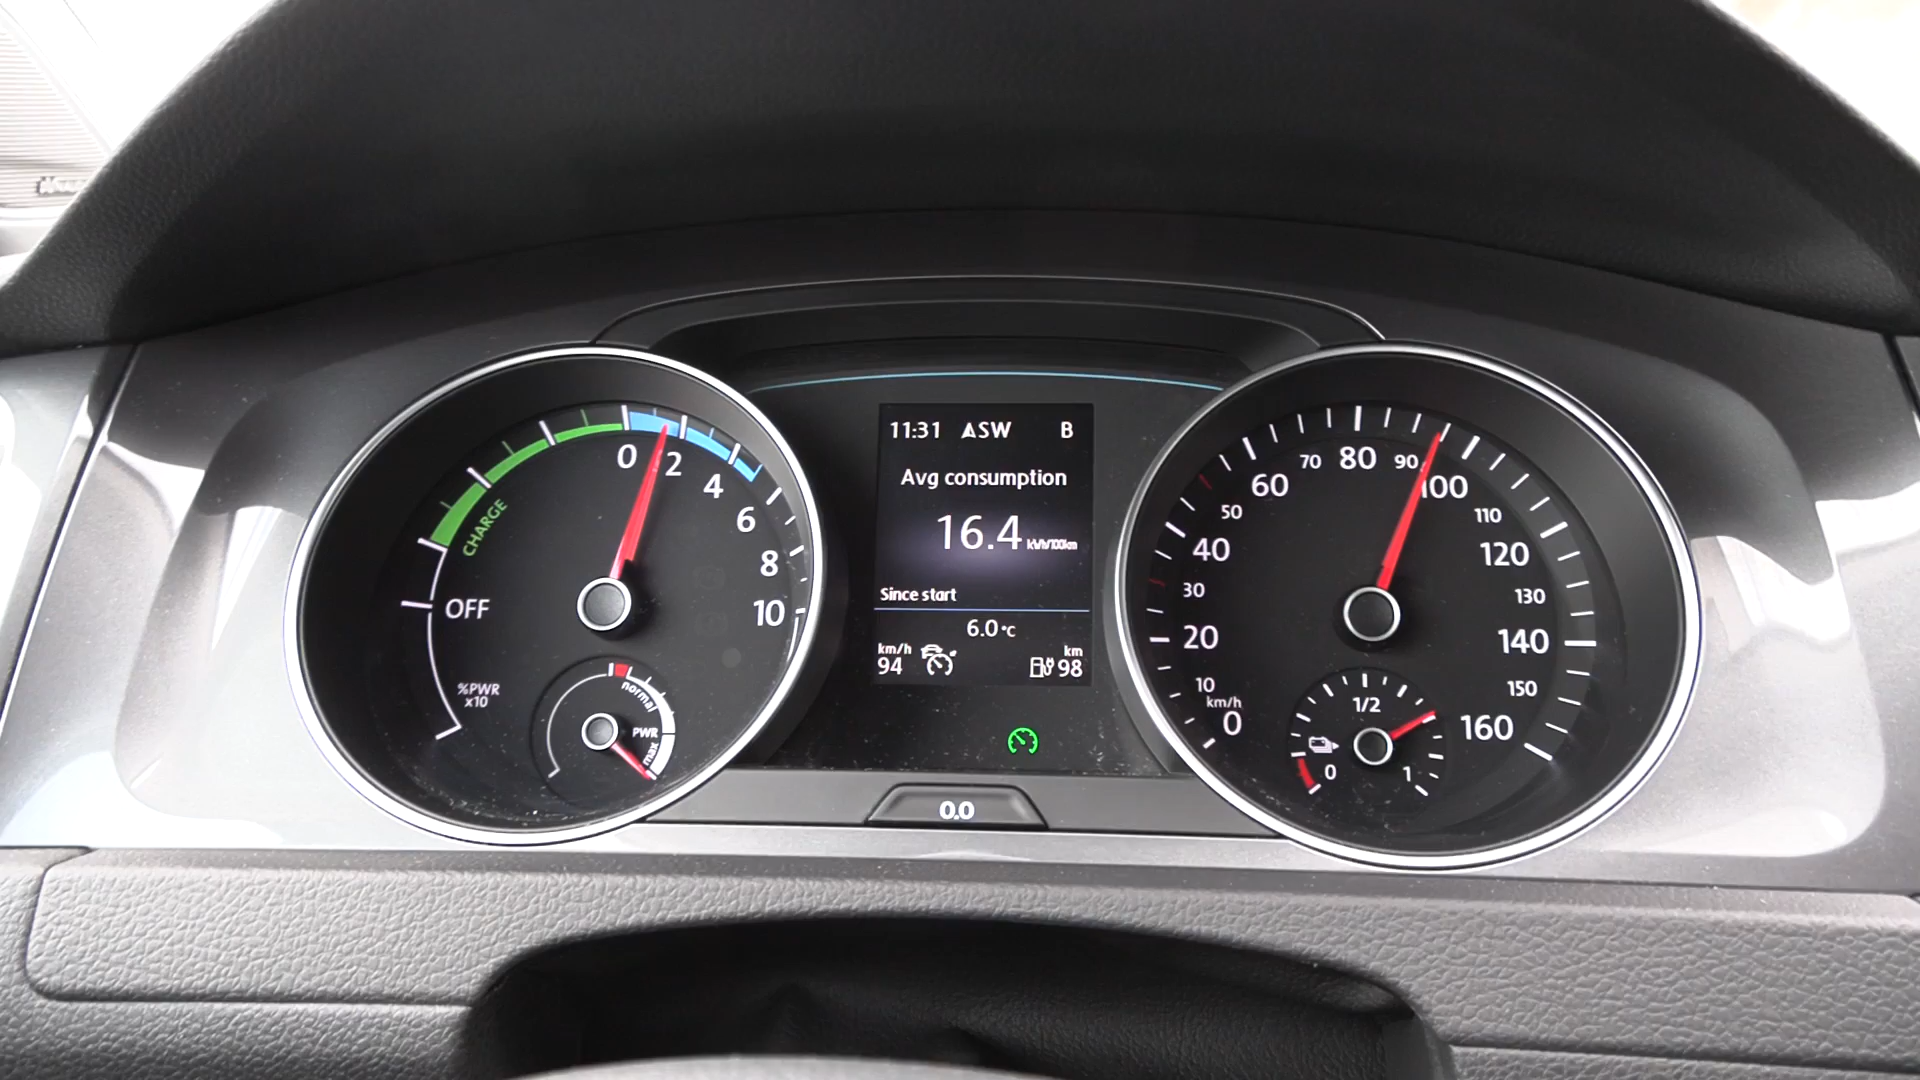 0
2
4
6
8
10
CHARGE
OFF
%PWR
x10
normal
PWR
max
11:31 ASW B
Avg consumption
16.4 kWh/100km
Since start
6.0°C
km/h
94
km
98
0.0
0
10
20
30
40
50
60
70
80
90
100
110
120
130
140
150
160
km/h
1/2
0
1